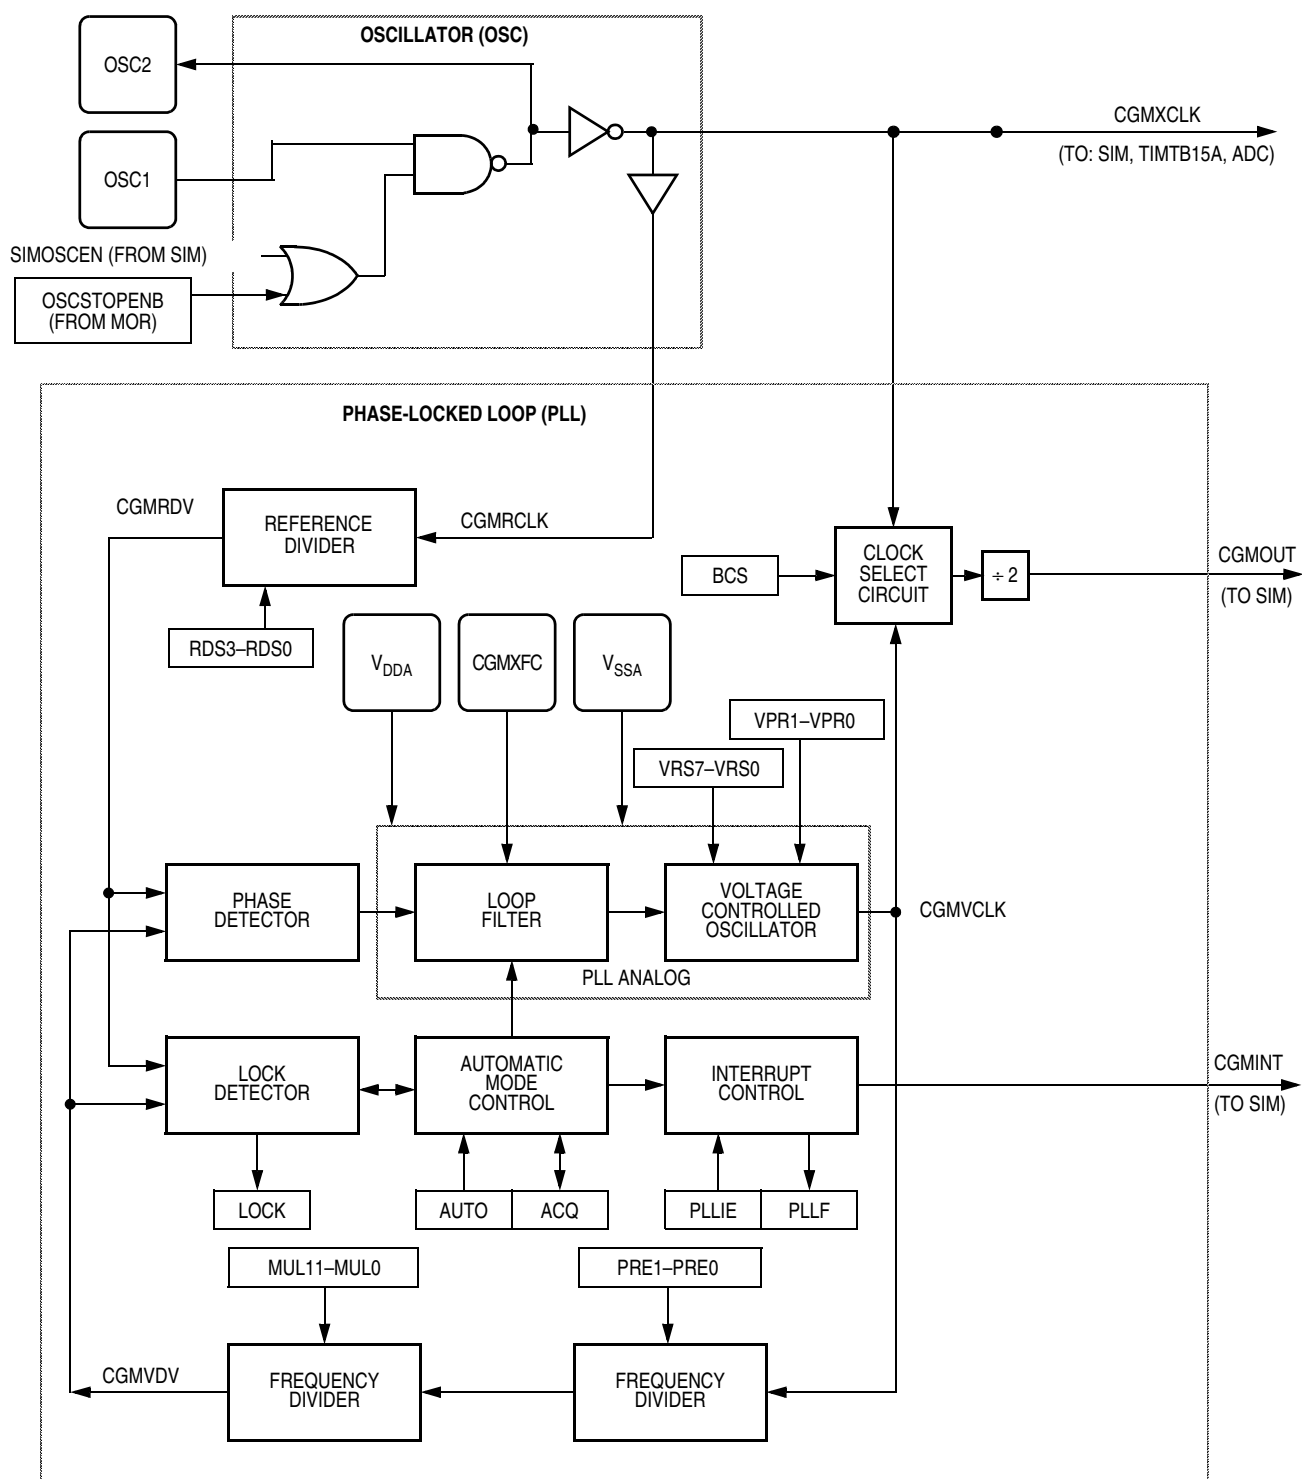 OSCILLATOR (OSC)
OSC2
OSC1
CGMXCLK
(TO: SIM, TIMTB15A, ADC)
SIMOSCEN (FROM SIM)
OSCSTOPENB
(FROM MOR)
PHASE-LOCKED LOOP (PLL)
CGMRDV
REFERENCE
DIVIDER
CGMRCLK
RDS3–RDS0
BCS
CLOCK
SELECT
CIRCUIT
÷ 2
CGMOUT
(TO SIM)
VDDA
CGMXFC
VSSA
VPR1–VPR0
VRS7–VRS0
PHASE
DETECTOR
LOOP
FILTER
VOLTAGE
CONTROLLED
OSCILLATOR
CGMVCLK
PLL ANALOG
LOCK
DETECTOR
AUTOMATIC
MODE
CONTROL
INTERRUPT
CONTROL
CGMINT
(TO SIM)
LOCK
AUTO
ACQ
PLLIE
PLLF
MUL11–MUL0
PRE1–PRE0
CGMVDV
FREQUENCY
DIVIDER
FREQUENCY
DIVIDER